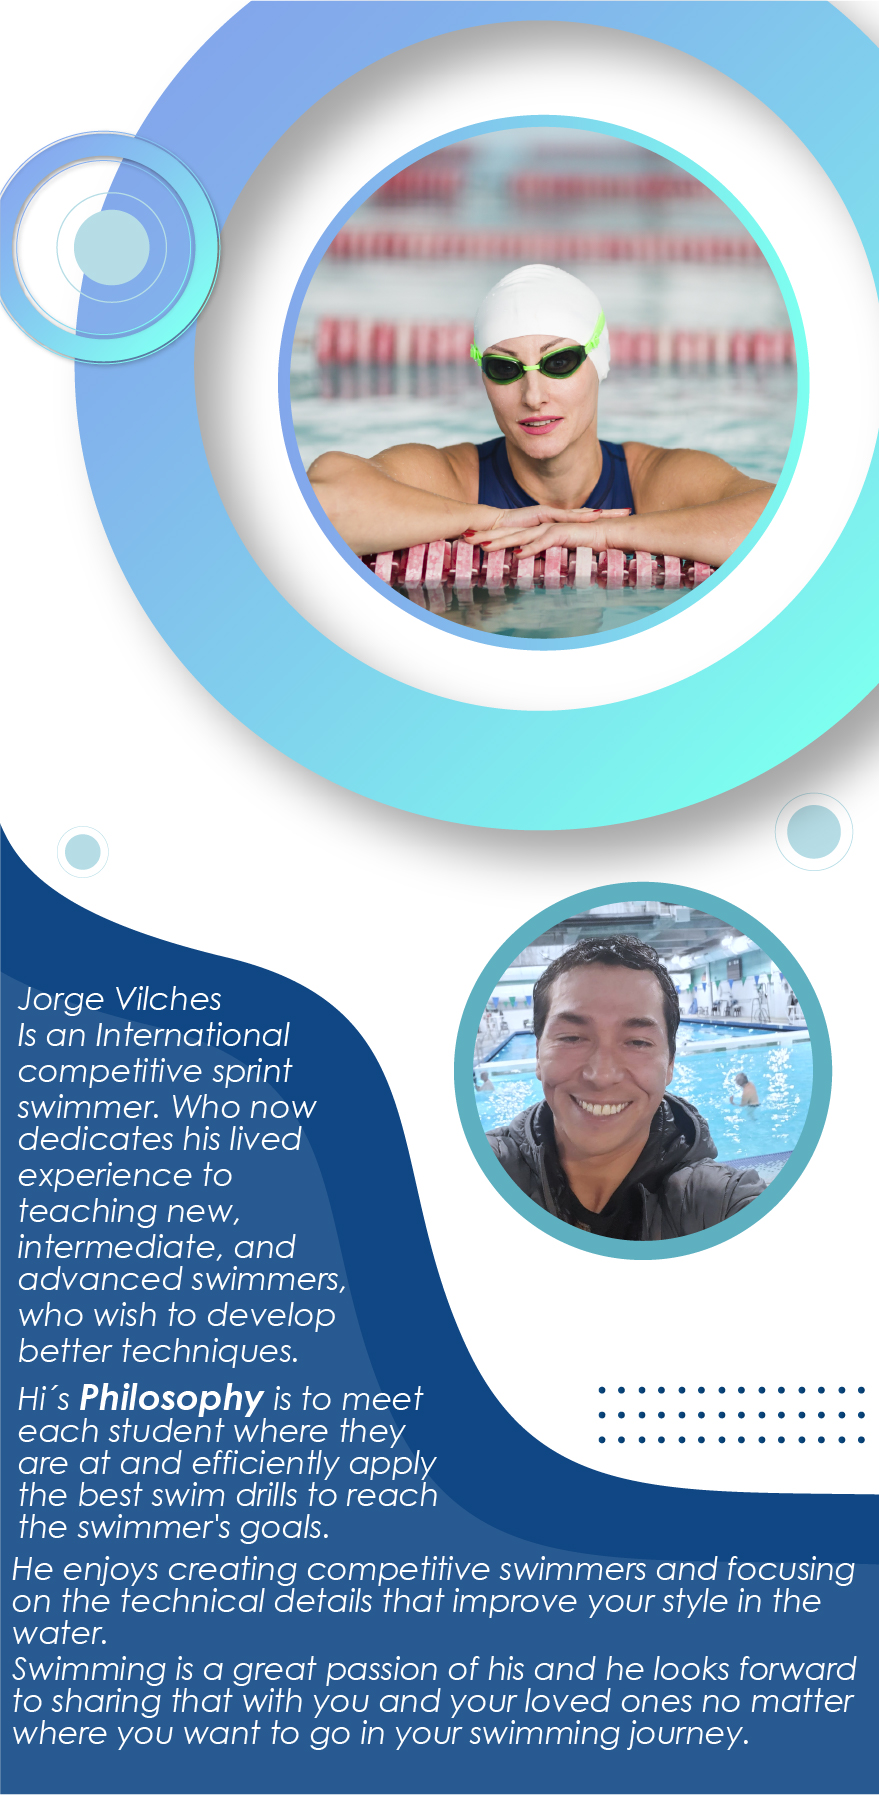 Jorge Vilches
Is an International
competitive sprint
swimmer. Who now
dedicates his lived
experience to
teaching new,
intermediate, and
advanced swimmers,
who wish to develop
better techniques.
Hi´s Philosophy is to meet
each student where they
are at and efficiently apply
the best swim drills to reach
the swimmer's goals.
He enjoys creating competitive swimmers and focusing
on the technical details that improve your style in the
water.
Swimming is a great passion of his and he looks forward
to sharing that with you and your loved ones no matter
where you want to go in your swimming journey.